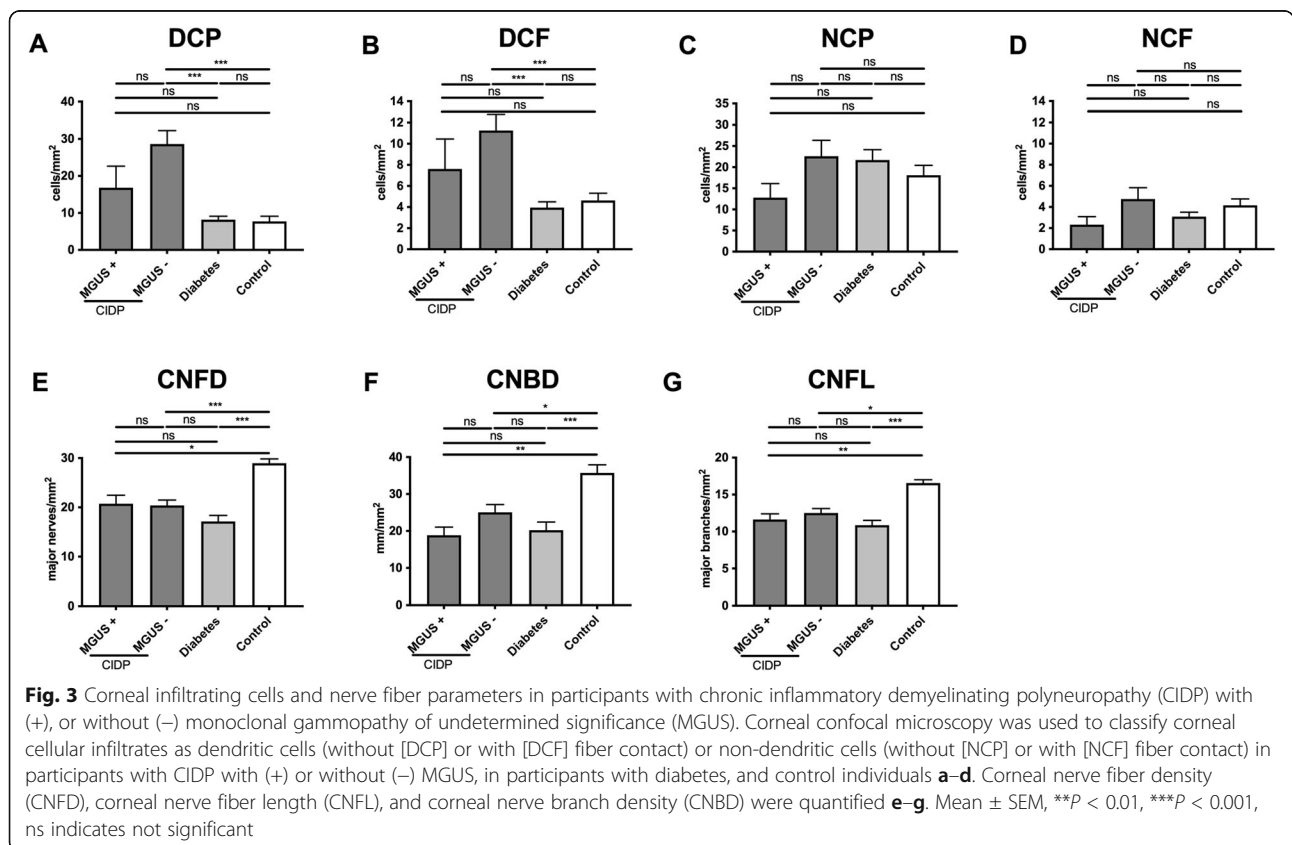 A DCP
***
ns *** ns
ns
ns
40
30
20
10
0
cells/mm²
MGUS + MGUS - Diabetes Control
CIDP
B DCF
***
ns *** ns
ns
ns
14
12
10
8
6
4
2
0
cells/mm²
MGUS + MGUS - Diabetes Control
CIDP
C NCP
ns
ns ns ns
ns
ns
35
30
25
20
15
10
5
0
cells/mm²
MGUS + MGUS - Diabetes Control
CIDP
D NCF
ns
ns ns ns
ns
ns
14
12
10
8
6
4
2
0
cells/mm²
MGUS + MGUS - Diabetes Control
CIDP
E CNFD
***
ns ns ***
ns
*
30
20
10
0
major nerves/mm²
MGUS + MGUS - Diabetes Control
CIDP
F CNBD
*
ns ns ***
ns
**
40
30
20
10
0
mm/mm²
MGUS + MGUS - Diabetes Control
CIDP
G CNFL
*
ns ns ***
ns
**
20
15
10
5
0
major branches/mm²
MGUS + MGUS - Diabetes Control
CIDP
Fig. 3 Corneal infiltrating cells and nerve fiber parameters in participants with chronic inflammatory demyelinating polyneuropathy (CIDP) with
(+), or without (−) monoclonal gammopathy of undetermined significance (MGUS). Corneal confocal microscopy was used to classify corneal
cellular infiltrates as dendritic cells (without [DCP] or with [DCF] fiber contact) or non-dendritic cells (without [NCP] or with [NCF] fiber contact) in
participants with CIDP with (+) or without (−) MGUS, in participants with diabetes, and control individuals a–d. Corneal nerve fiber density
(CNFD), corneal nerve fiber length (CNFL), and corneal nerve branch density (CNBD) were quantified e–g. Mean ± SEM, **P < 0.01, ***P < 0.001,
ns indicates not significant